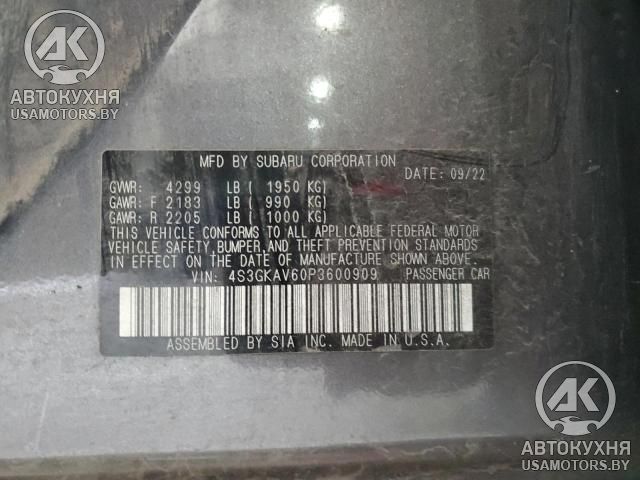 АК
АВТОКУХНЯ
USAMOTORS.BY
MFD BY SUBARU CORPORATION
DATE: 09/22
GVWR: 4299 LB ( 1950 KG)
GAWR: F 2183 LB ( 990 KG)
GAWR: R 2205 LB ( 1000 KG)
THIS VEHICLE CONFORMS TO ALL APPLICABLE FEDERAL MOTOR
VEHICLE SAFETY, BUMPER, AND THEFT PREVENTION STANDARDS
IN EFFECT ON THE DATE OF MANUFACTURE SHOWN ABOVE.
VIN: 4S3GKAV60P3600909 PASSENGER CAR
ASSEMBLED BY SIA INC. MADE IN U.S.A.
АК
АВТОКУХНЯ
USAMOTORS.BY